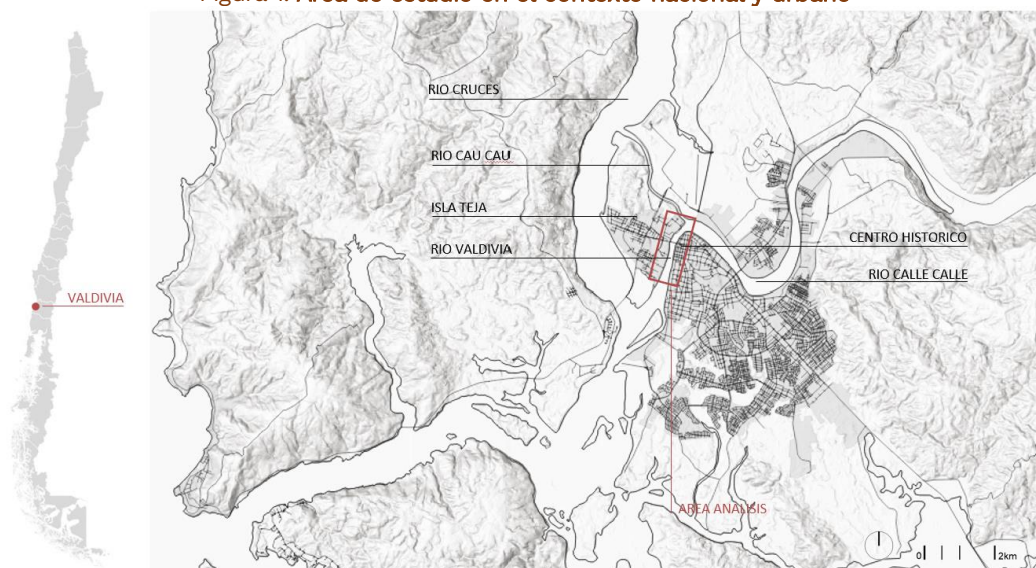 Figura 4. Área de estudio en el contexto nacional y urbano
RIO CRUCES
RIO CAU CAU
ISLA TEJA
RIO VALDIVIA
CENTRO HISTORICO
RIO CALLE CALLE
VALDIVIA
AREA ANALISIS
0
2km